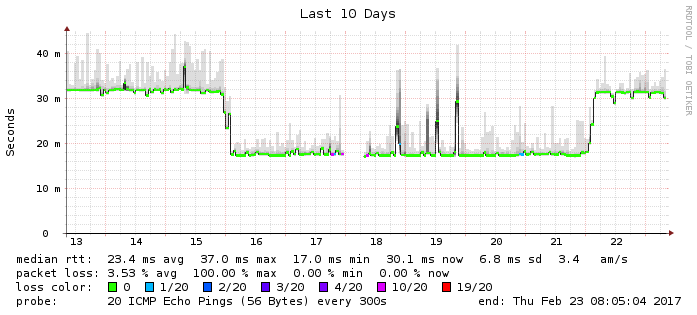 Last 10 Days
RRDTOOL / TOBI OETIKER
Seconds
40 m
30 m
20 m
10 m
0
13 14 15 16 17 18 19 20 21 22
median rtt: 23.4 ms avg 37.0 ms max 17.0 ms min 30.1 ms now 6.8 ms sd 3.4 am/s
packet loss: 3.53 % avg 100.00 % max 0.00 % min 0.00 % now
loss color: 0 1/20 2/20 3/20 4/20 10/20 19/20
probe: 20 ICMP Echo Pings (56 Bytes) every 300s end: Thu Feb 23 08:05:04 2017